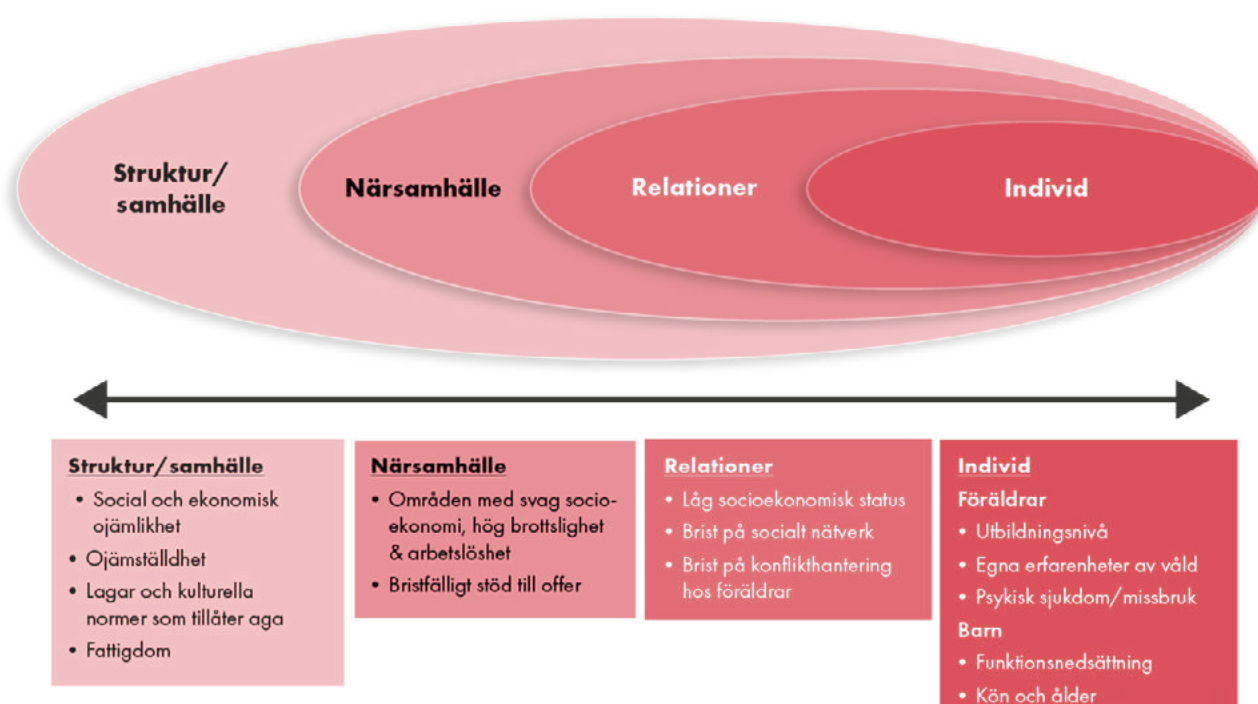 Struktur/
samhälle
Närsamhälle
Relationer
Individ
Struktur/samhälle
• Social och ekonomisk
ojämlikhet
• Ojämställdhet
• Lagar och kulturella
normer som tillåter aga
• Fattigdom
Närsamhälle
• Områden med svag socio-
ekonomi, hög brottslighet
& arbetslöshet
• Bristfälligt stöd till offer
Relationer
• Låg socioekonomisk status
• Brist på socialt nätverk
• Brist på konflikthantering
hos föräldrar
Individ
Föräldrar
• Utbildningsnivå
• Egna erfarenheter av våld
• Psykisk sjukdom/missbruk
Barn
• Funktionsnedsättning
• Kön och ålder